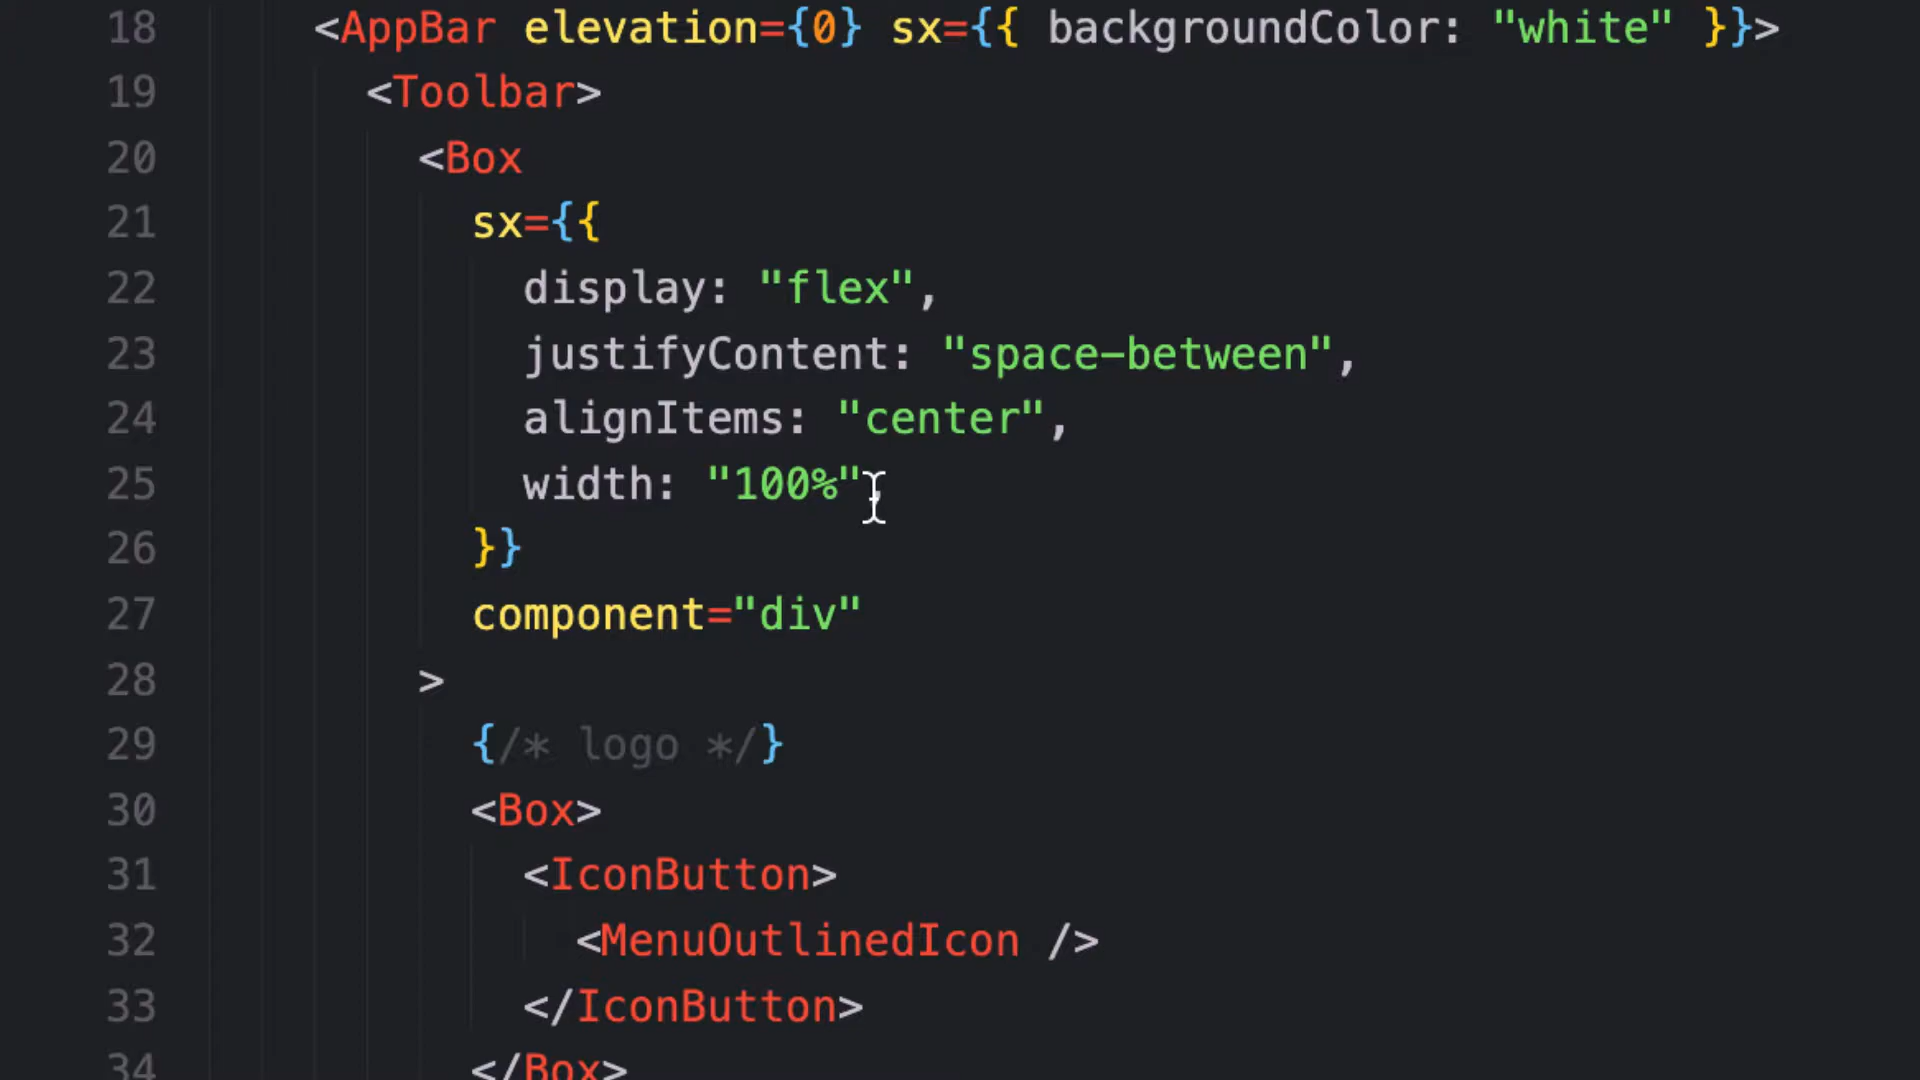 18 <AppBar elevation={0} sx={{ backgroundColor: "white" }}>
19 <Toolbar>
20 <Box
21 sx={{
22 display: "flex",
23 justifyContent: "space-between",
24 alignItems: "center",
25 width: "100%",
26 }}
27 component="div"
28 >
29 {/* logo */}
30 <Box>
31 <IconButton>
32 <MenuOutlinedIcon />
33 </IconButton>
34 </Box>